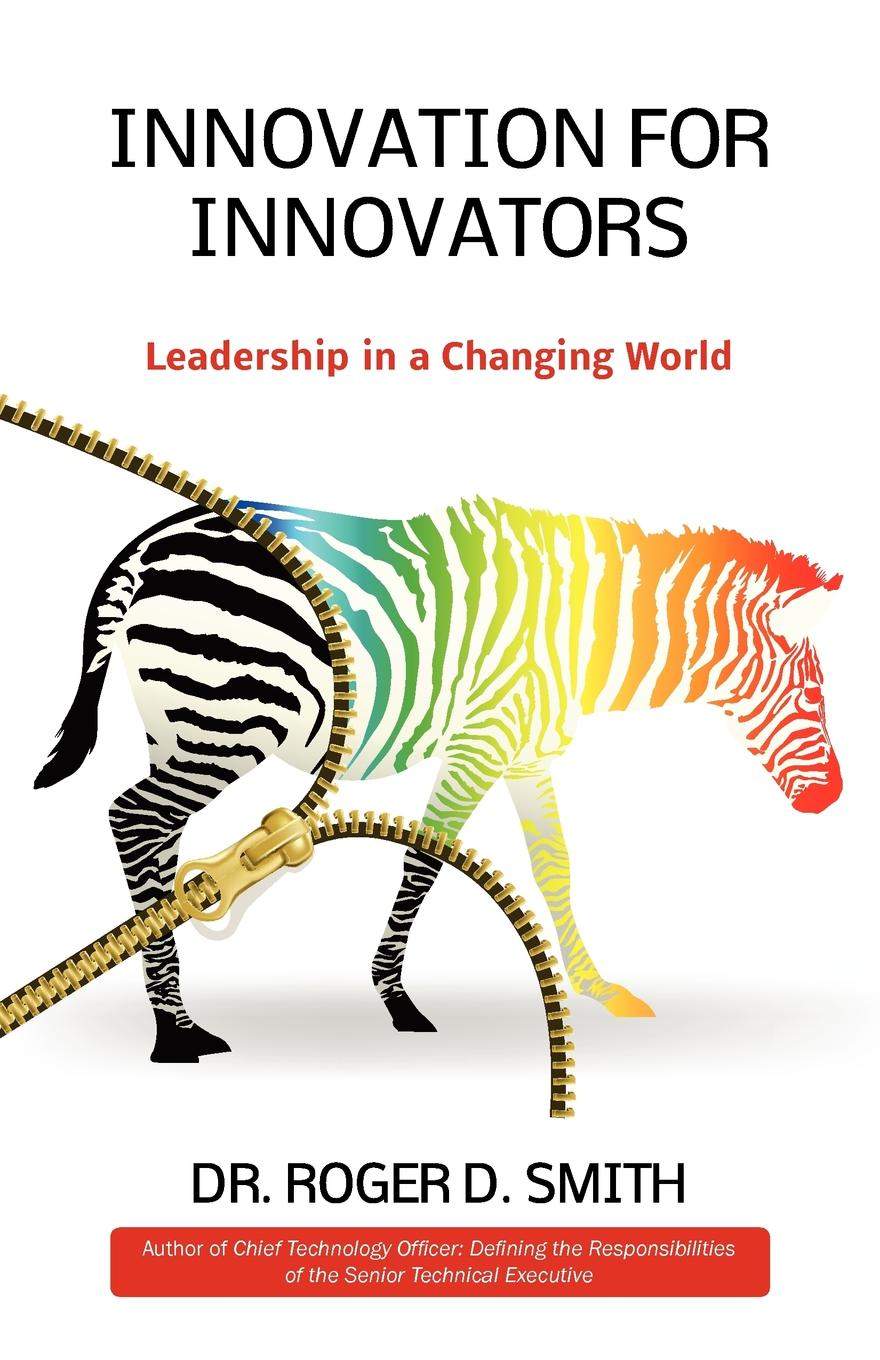 INNOVATION FOR
INNOVATORS
Leadership in a Changing World
DR. ROGER D. SMITH
Author of Chief Technology Officer: Defining the Responsibilities
of the Senior Technical Executive